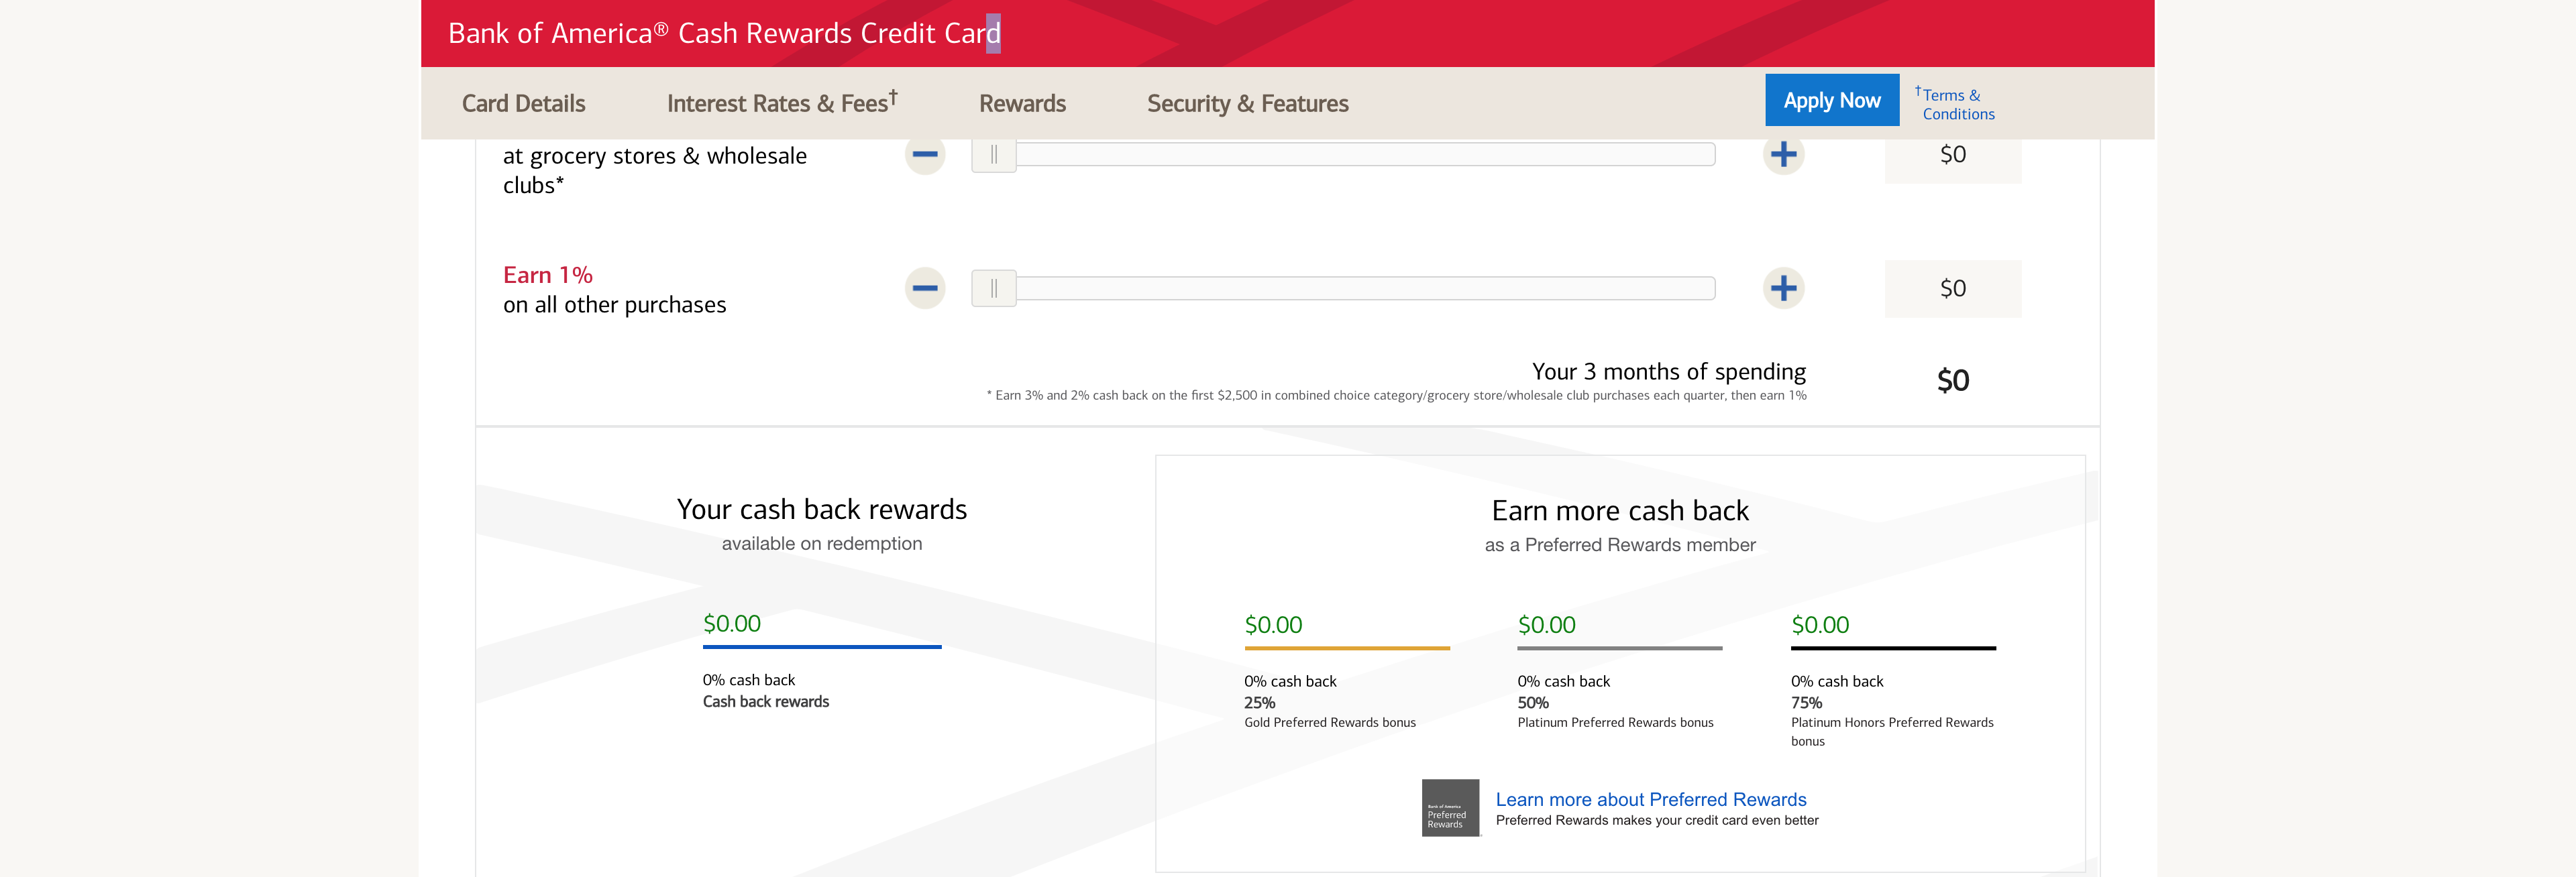 Bank of America® Cash Rewards Credit Card
Card Details Interest Rates & Fees† Rewards Security & Features Apply Now †Terms &
Conditions
at grocery stores & wholesale
clubs*
$0
Earn 1%
on all other purchases
$0
Your 3 months of spending
$0
* Earn 3% and 2% cash back on the first $2,500 in combined choice category/grocery store/wholesale club purchases each quarter, then earn 1%
Your cash back rewards
available on redemption
$0.00
0% cash back
Cash back rewards
Earn more cash back
as a Preferred Rewards member
$0.00
0% cash back
25%
Gold Preferred Rewards bonus
$0.00
0% cash back
50%
Platinum Preferred Rewards bonus
$0.00
0% cash back
75%
Platinum Honors Preferred Rewards
bonus
Bank of America
Preferred
Rewards
Learn more about Preferred Rewards
Preferred Rewards makes your credit card even better